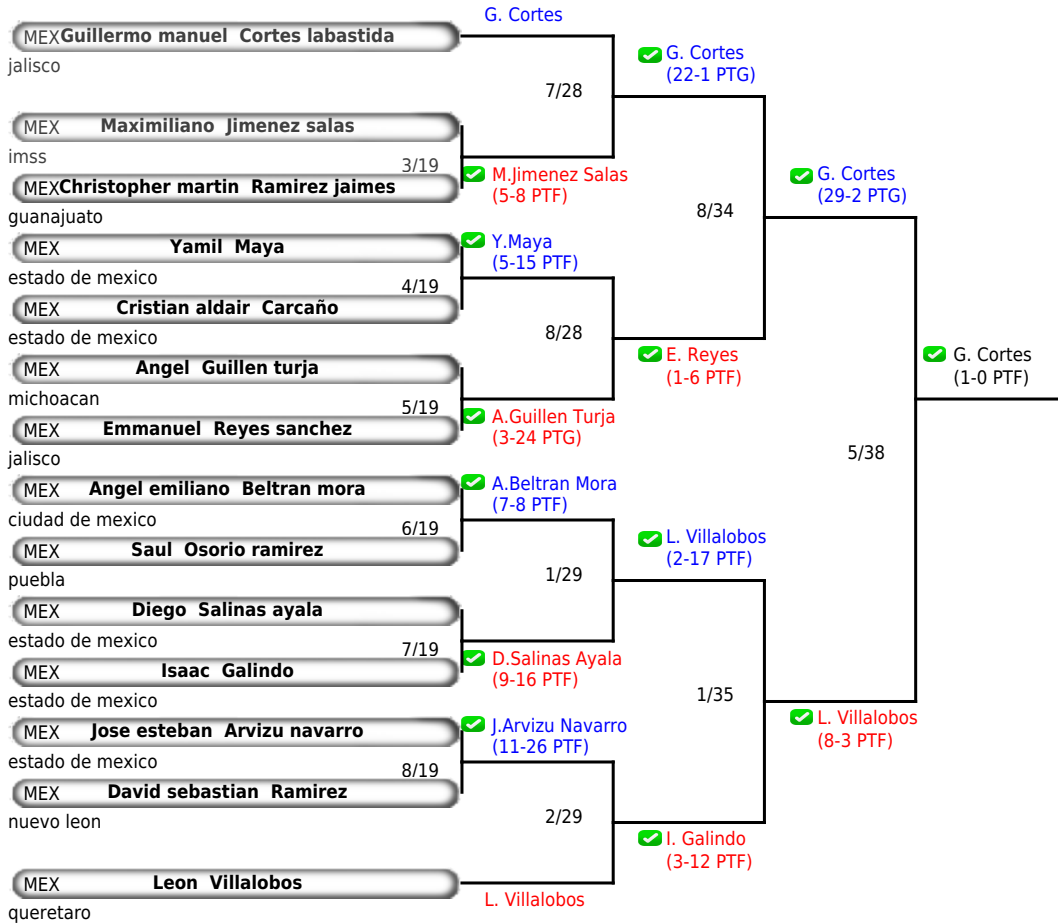 G. Cortes
MEX Guillermo manuel Cortes labastida
jalisco
MEX Maximiliano Jimenez salas
imss
3/19
MEX Christopher martin Ramirez jaimes
guanajuato
MEX Yamil Maya
estado de mexico
4/19
MEX Cristian aldair Carcaño
estado de mexico
MEX Angel Guillen turja
michoacan
5/19
MEX Emmanuel Reyes sanchez
jalisco
MEX Angel emiliano Beltran mora
ciudad de mexico
6/19
MEX Saul Osorio ramirez
puebla
MEX Diego Salinas ayala
estado de mexico
7/19
MEX Isaac Galindo
estado de mexico
MEX Jose esteban Arvizu navarro
estado de mexico
8/19
MEX David sebastian Ramirez
nuevo leon
MEX Leon Villalobos
queretaro
7/28
M.Jimenez Salas
(5-8 PTF)
Y.Maya
(5-15 PTF)
8/28
A.Guillen Turja
(3-24 PTG)
A.Beltran Mora
(7-8 PTF)
1/29
D.Salinas Ayala
(9-16 PTF)
J.Arvizu Navarro
(11-26 PTF)
2/29
L. Villalobos
G. Cortes
(22-1 PTG)
8/34
E. Reyes
(1-6 PTF)
L. Villalobos
(2-17 PTF)
1/35
I. Galindo
(3-12 PTF)
G. Cortes
(29-2 PTG)
5/38
L. Villalobos
(8-3 PTF)
G. Cortes
(1-0 PTF)